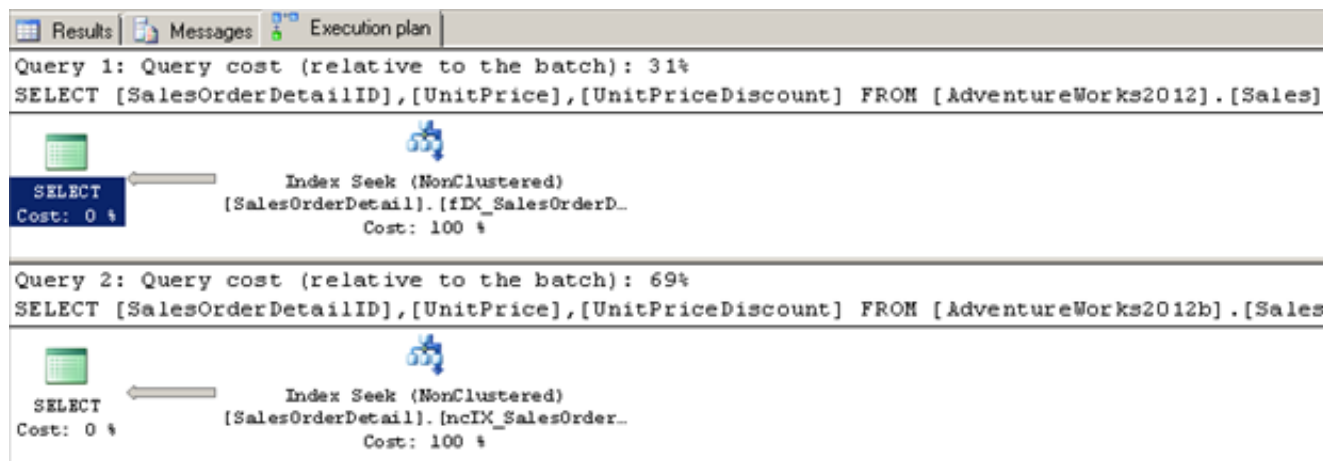 Results Messages Execution plan
Query 1: Query cost (relative to the batch): 31%
SELECT [SalesOrderDetailID],[UnitPrice],[UnitPriceDiscount] FROM [AdventureWorks2012].[Sales]
SELECT
Cost: 0 %
Index Seek (NonClustered)
[SalesOrderDetail].[fIX_SalesOrderD…
Cost: 100 %
Query 2: Query cost (relative to the batch): 69%
SELECT [SalesOrderDetailID],[UnitPrice],[UnitPriceDiscount] FROM [AdventureWorks2012b].[Sales
SELECT
Cost: 0 %
Index Seek (NonClustered)
[SalesOrderDetail].[ncIX_SalesOrder…
Cost: 100 %